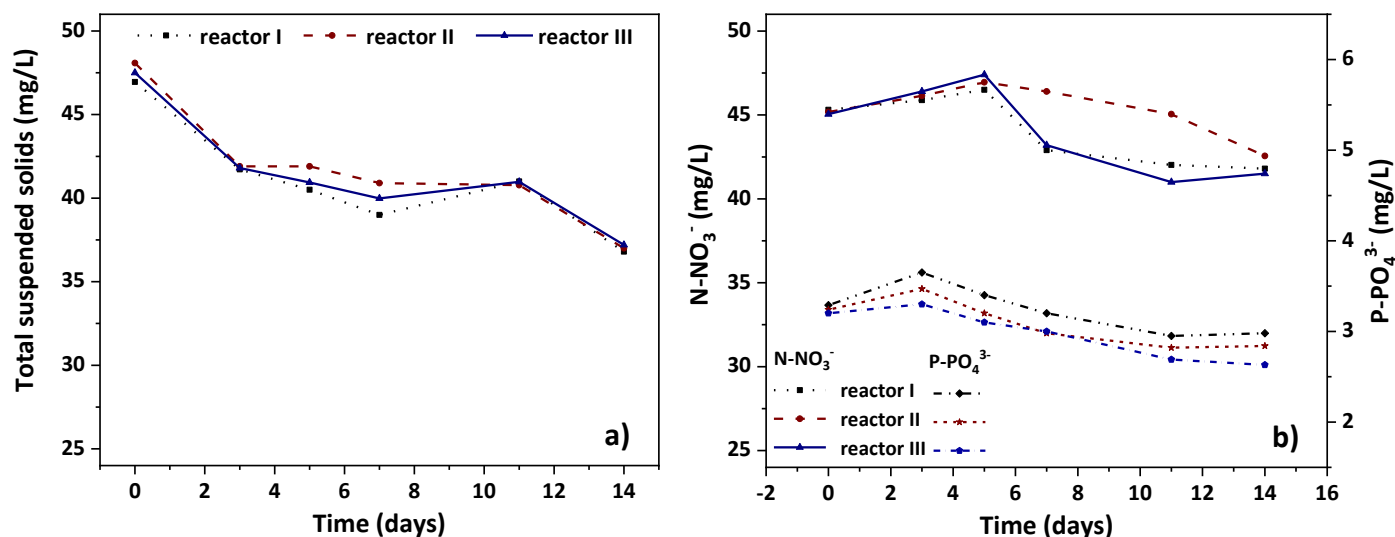 reactor I reactor II reactor III
Total suspended solids (mg/L)
50
45
40
35
30
25
0 2 4 6 8 10 12 14
Time (days)
a)
N-NO₃⁻ (mg/L)
50
45
40
35
30
25
P-PO₄³⁻ (mg/L)
6
5
4
3
2
N-NO₃⁻ P-PO₄³⁻
reactor I
reactor II
reactor III
b)
-2 0 2 4 6 8 10 12 14 16
Time (days)